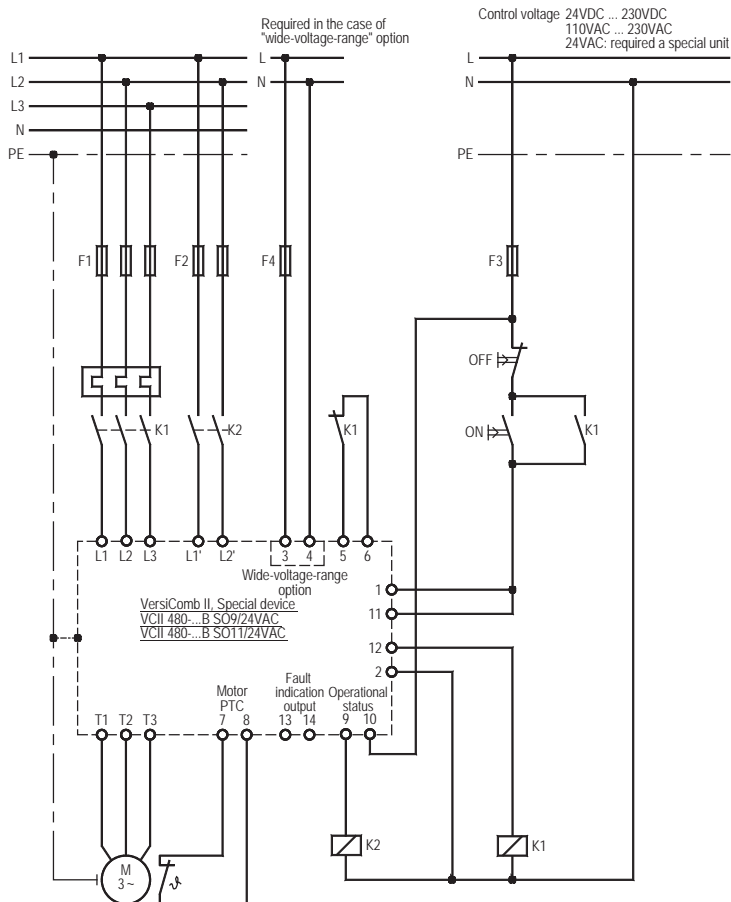 Required in the case of
"wide-voltage-range" option
Control voltage 24VDC ... 230VDC
110VAC ... 230VAC
24VAC: required a special unit
L1
L2
L3
N
PE
L
N
L
N
PE
F1
F2
F4
F3
OFF
ON
K1
K2
K1
K1
L1 L2 L3 L1' L2' 3 4 5 6
Wide-voltage-range
option
VersiComb II, Special device
VCII 480-...B SO9/24VAC
VCII 480-...B SO11/24VAC
1
11
12
2
Motor
PTC
Fault
indication
output
Operational
status
T1 T2 T3 7 8 13 14 9 10
K2
K1
M
3 ~
ϑ